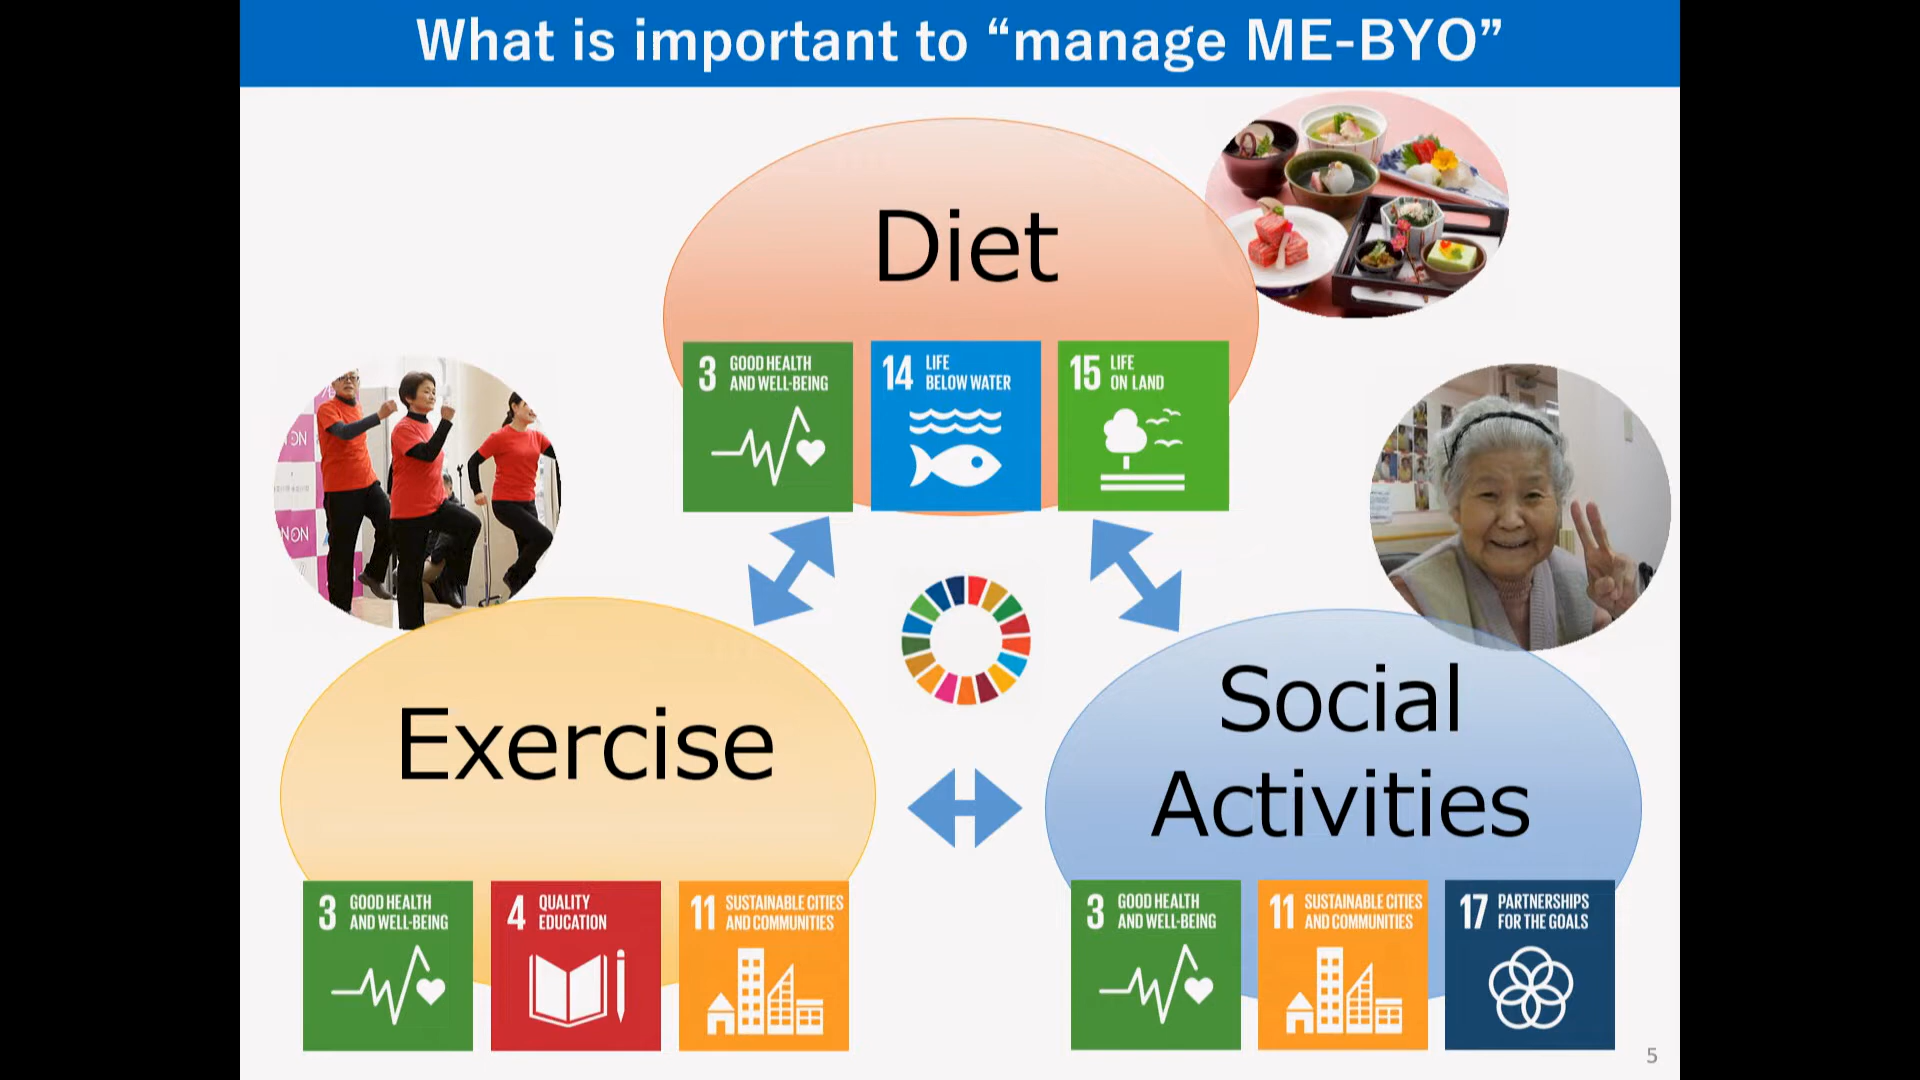 What is important to “manage ME-BYO”
Diet
3 GOOD HEALTH
AND WELL-BEING
14 LIFE
BELOW WATER
15 LIFE
ON LAND
NON
NON
Exercise
3 GOOD HEALTH
AND WELL-BEING
4 QUALITY
EDUCATION
11 SUSTAINABLE CITIES
AND COMMUNITIES
Social
Activities
3 GOOD HEALTH
AND WELL-BEING
11 SUSTAINABLE CITIES
AND COMMUNITIES
17 PARTNERSHIPS
FOR THE GOALS
5